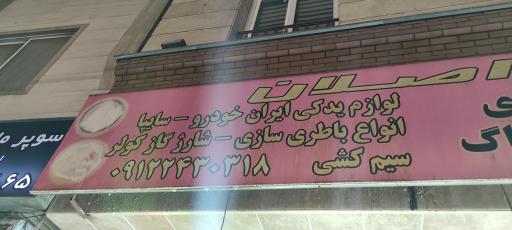 اصلان
لوازم یدکی ایران خودرو - سایپا
انواع باطری سازی - شارژ گاز کولر
سیم کشی ۰۹۱۲۲۴۳۰۳۱۸
سوپر
۶۵